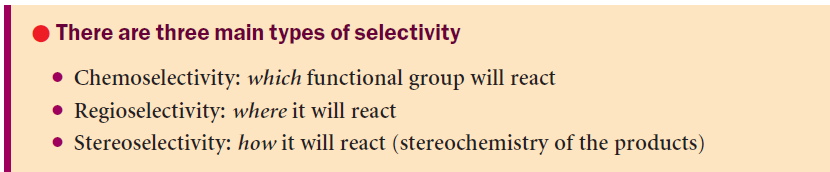 There are three main types of selectivity
Chemoselectivity: which functional group will react
Regioselectivity: where it will react
Stereoselectivity: how it will react (stereochemistry of the products)